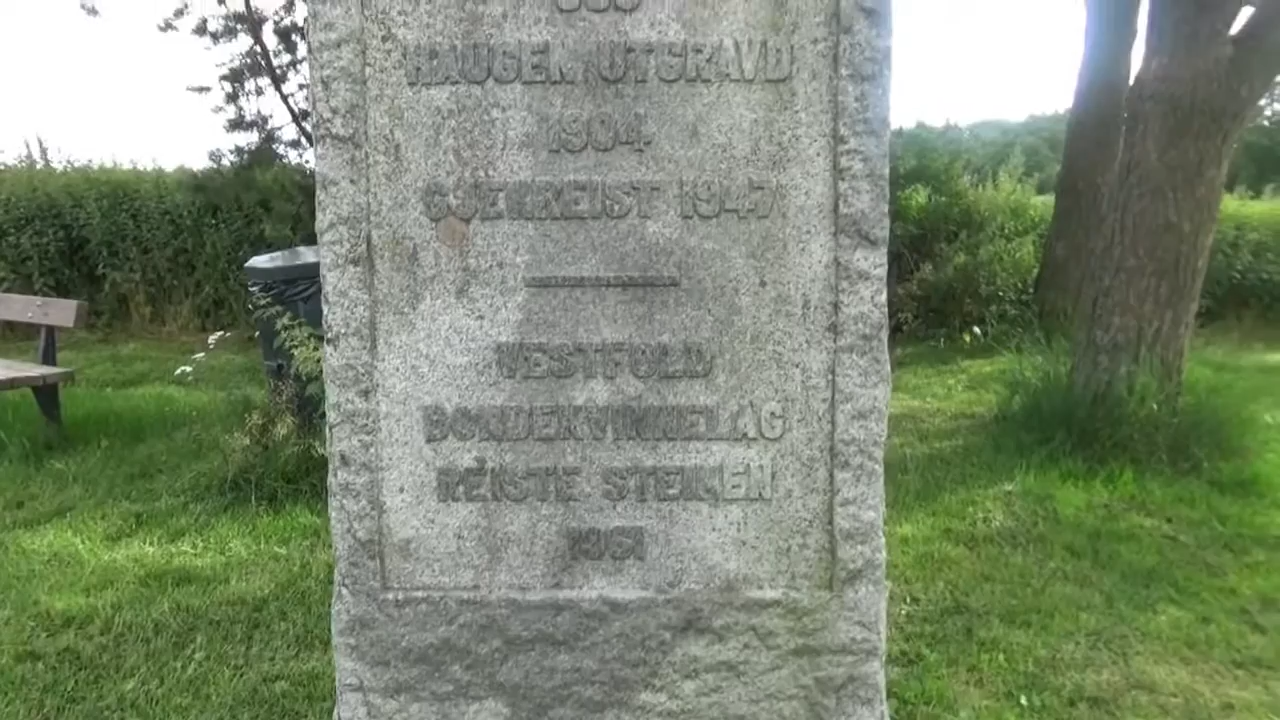 HAUGEN UTGRAVD
1904
GJENREIST 1947
VESTFOLD
BONDEKVINNELAG
REISTE STEINEN
1951